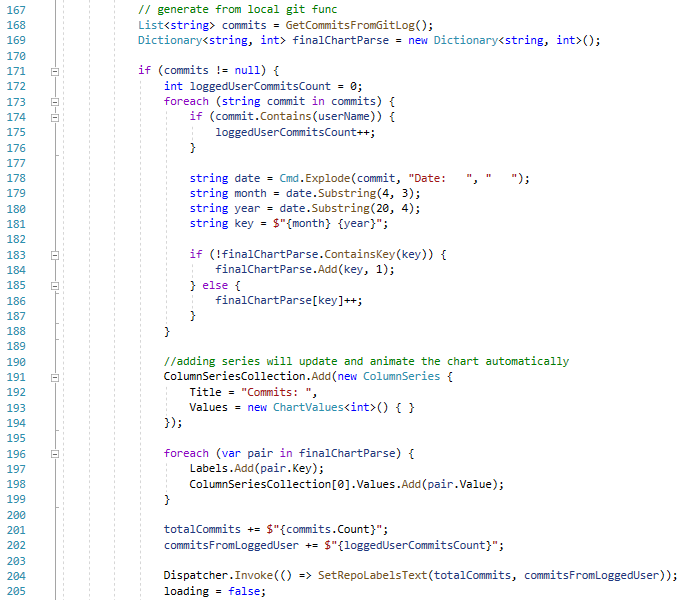 167 // generate from local git func
168 List<string> commits = GetCommitsFromGitLog();
169 Dictionary<string, int> finalChartParse = new Dictionary<string, int>();
170
171 if (commits != null) {
172 int loggedUserCommitsCount = 0;
173 foreach (string commit in commits) {
174 if (commit.Contains(userName)) {
175 loggedUserCommitsCount++;
176 }
177
178 string date = Cmd.Explode(commit, "Date:   ", "   ");
179 string month = date.Substring(4, 3);
180 string year = date.Substring(20, 4);
181 string key = $"{month} {year}";
182
183 if (!finalChartParse.ContainsKey(key)) {
184 finalChartParse.Add(key, 1);
185 } else {
186 finalChartParse[key]++;
187 }
188 }
189
190 //adding series will update and animate the chart automatically
191 ColumnSeriesCollection.Add(new ColumnSeries {
192 Title = "Commits: ",
193 Values = new ChartValues<int>() { }
194 });
195
196 foreach (var pair in finalChartParse) {
197 Labels.Add(pair.Key);
198 ColumnSeriesCollection[0].Values.Add(pair.Value);
199 }
200
201 totalCommits += $"{commits.Count}";
202 commitsFromLoggedUser += $"{loggedUserCommitsCount}";
203
204 Dispatcher.Invoke(() => SetRepoLabelsText(totalCommits, commitsFromLoggedUser));
205 loading = false;